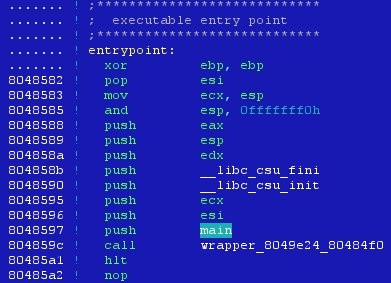 ....... ! ;****************************
....... ! ;  executable entry point
....... ! ;****************************
....... ! entrypoint:
....... !   xor         ebp, ebp
8048582 !   pop         esi
8048583 !   mov         ecx, esp
8048585 !   and         esp, 0fffffff0h
8048588 !   push        eax
8048589 !   push        esp
804858a !   push        edx
804858b !   push        __libc_csu_fini
8048590 !   push        __libc_csu_init
8048595 !   push        ecx
8048596 !   push        esi
8048597 !   push        main
804859c !   call        wrapper_8049e24_80484f0
80485a1 !   hlt
80485a2 !   nop